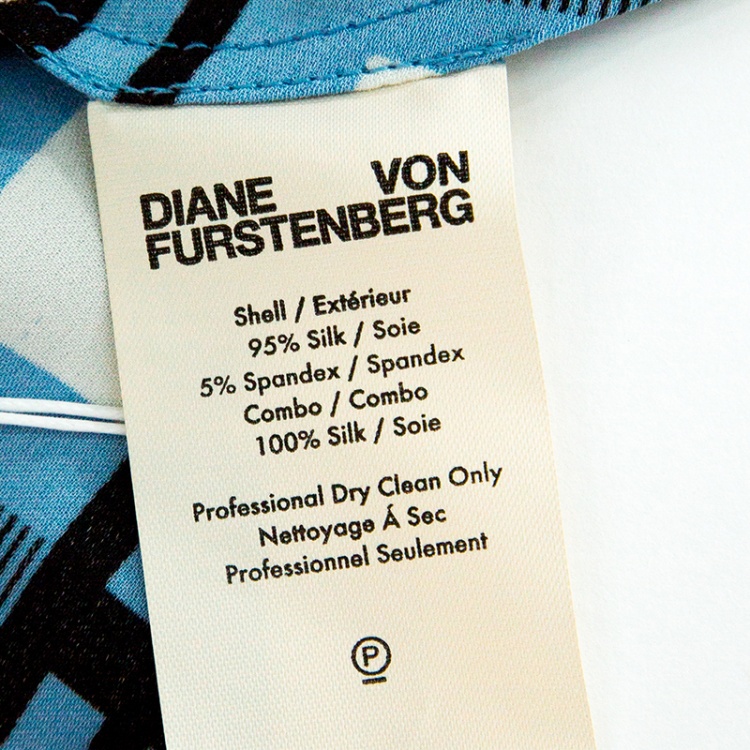 DIANE VON
FURSTENBERG
Shell / Extérieur
95% Silk / Soie
5% Spandex / Spandex
Combo / Combo
100% Silk / Soie
Professional Dry Clean Only
Nettoyage Á Sec
Professionnel Seulement
P